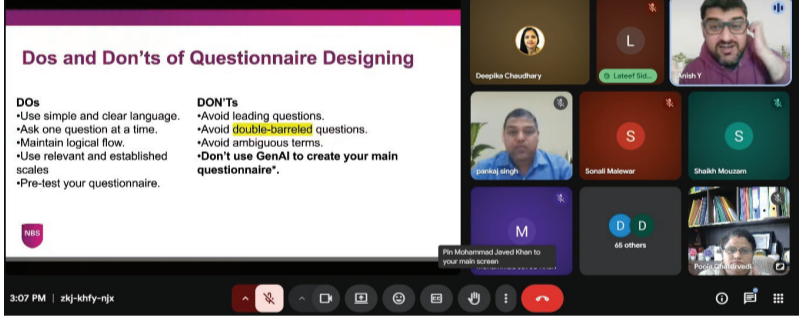 Dos and Don'ts of Questionnaire Designing
DOs
•Use simple and clear language.
•Ask one question at a time.
•Maintain logical flow.
•Use relevant and established
scales
•Pre-test your questionnaire.
DON'Ts
•Avoid leading questions.
•Avoid double-barreled questions.
•Avoid ambiguous terms.
•Don't use GenAI to create your main
questionnaire*.
NBS
Deepika Chaudhary
L
Lateef Sid...
Anish Y
pankaj singh
S
Sonali Malewar
S
Shaikh Mouzam
M
Pin Mohammad Javed Khan to
your main screen
D D
65 others
3:07 PM | zkj-khfy-njx